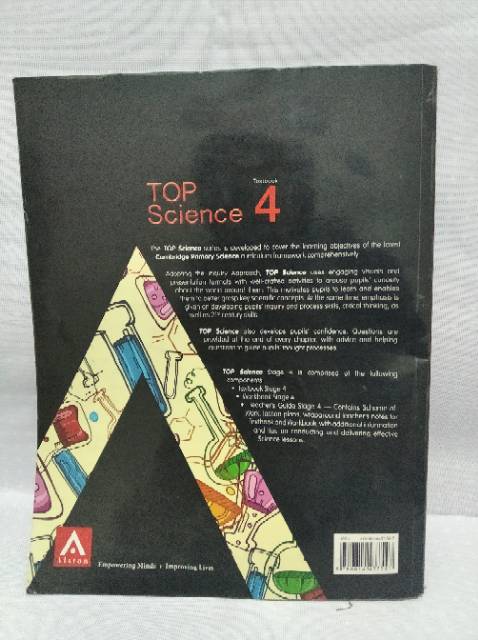 Textbook
TOP
Science 4
The TOP Science series is developed to cover the learning objectives of the latest
Cambridge Primary Science curriculum framework comprehensively.
Adopting the Inquiry Approach, TOP Science uses engaging visuals and
presentation formats with well-crafted activities to arouse pupils' curiosity
about the world around them. This motivates pupils to learn and enables
them to better grasp key scientific concepts. At the same time, emphasis is
given on developing pupils' inquiry and process skills, critical thinking, as
well as 21st century skills.
TOP Science also develop pupils' confidence. Questions are
provided at the end of every chapter, with advice and helping
questions to guide pupils' thought processes.
TOP Science Stage 4 is comprised of the following
components:
• Textbook Stage 4
• Workbook Stage 4
• Teacher's Guide Stage 4 — Contains Scheme of
Work, Lesson plans, wraparound teacher's notes for
Textbook and Workbook, with additional information
and tips on conducting and delivering effective
Science lessons.
Alston
Empowering Minds • Improving Lives